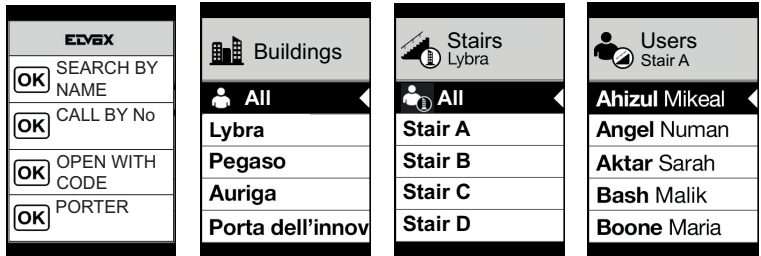 ELVOX
OK SEARCH BY
NAME
OK CALL BY No
OK OPEN WITH
CODE
OK PORTER
Buildings
All
Lybra
Pegaso
Auriga
Porta dell'innov
Stairs
Lybra
All
Stair A
Stair B
Stair C
Stair D
Users
Stair A
Ahizul Mikeal
Angel Numan
Aktar Sarah
Bash Malik
Boone Maria